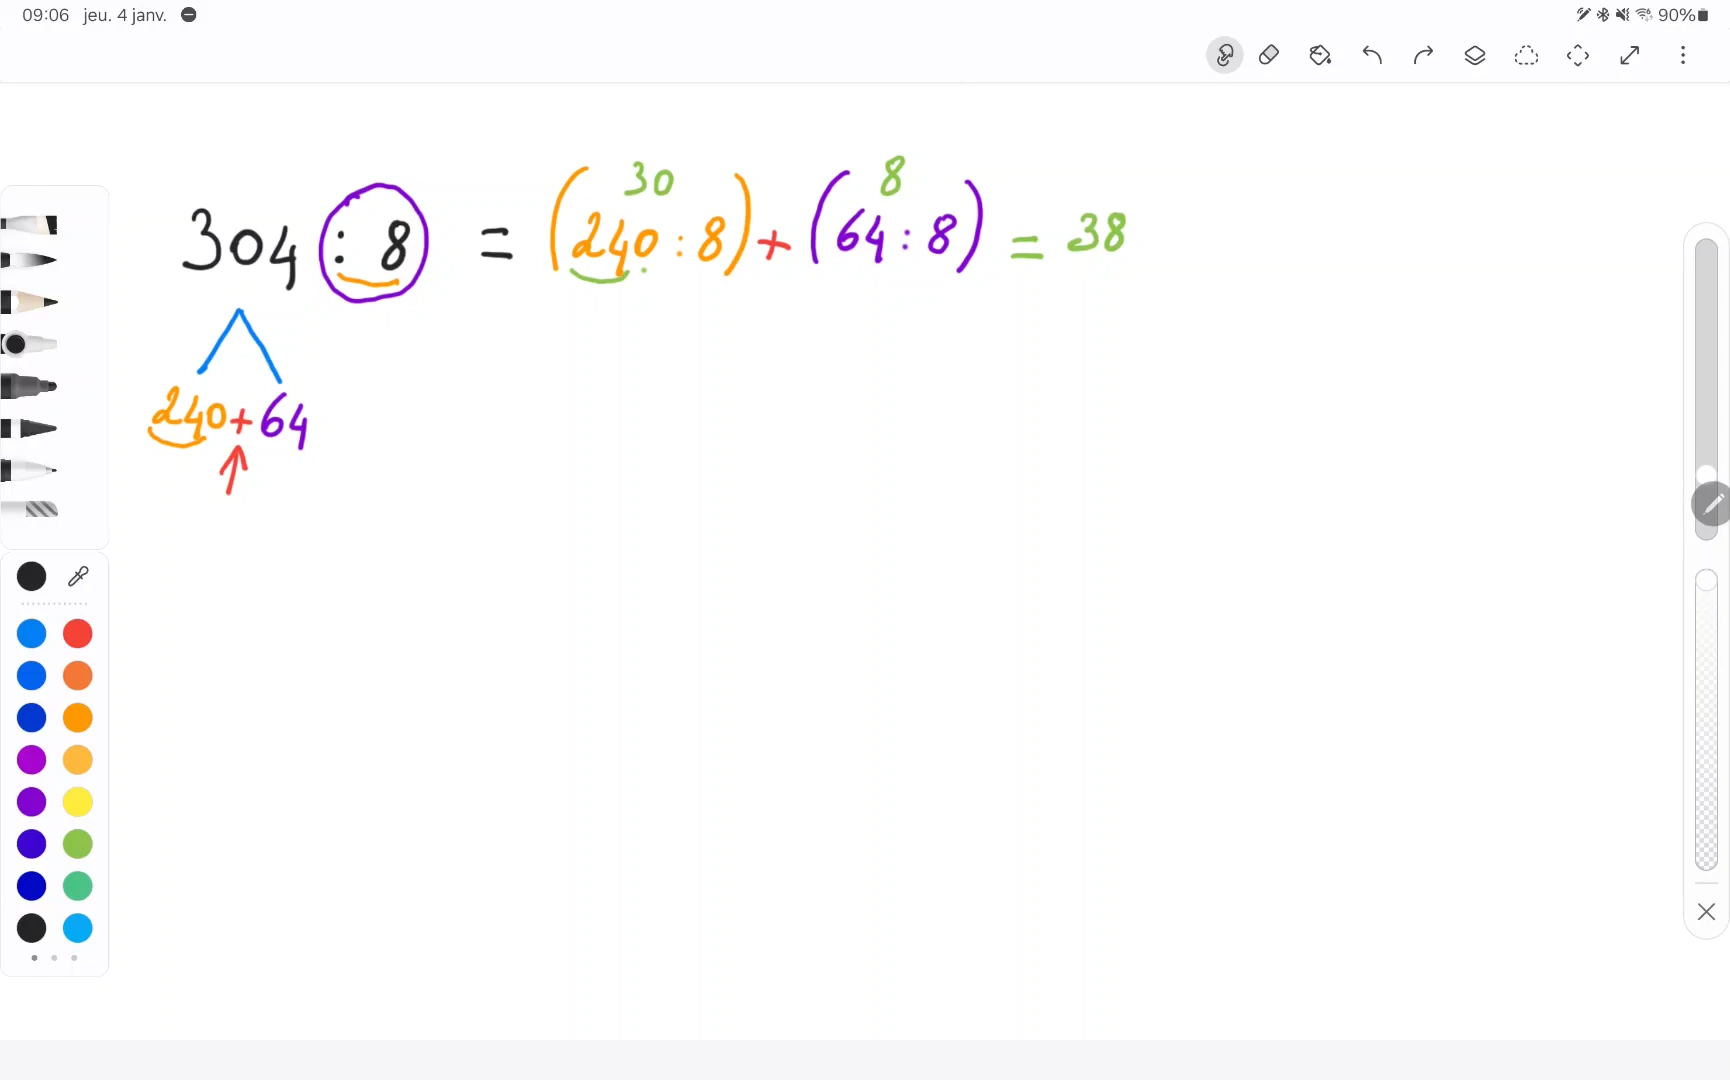 09:06 jeu. 4 janv. 90%
30 8
304 : 8 = (240 : 8) + (64 : 8) = 38
240 + 64